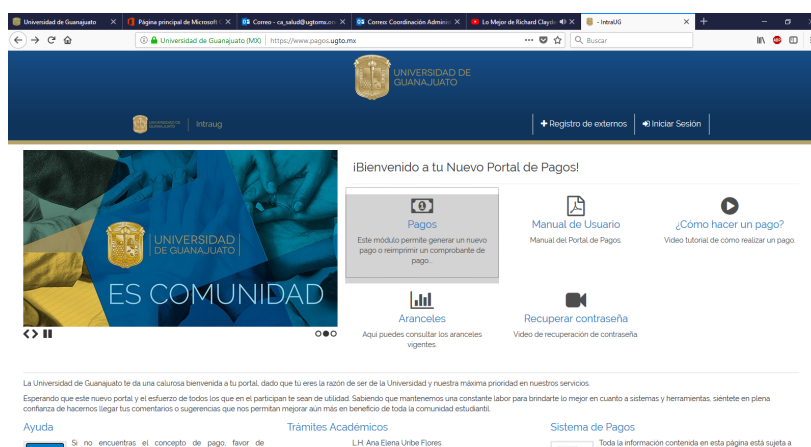 Universidad de Guanajuato
Página principal de Microsoft
Correo - ca_salud@ugtomx.on
Correo: Coordinación Admini
Lo Mejor de Richard Clayde
- IntraUG
Universidad de Guanajuato (MX)
https://www.pagos.ugto.mx
Buscar
UNIVERSIDAD DE
GUANAJUATO
UNIVERSIDAD DE
GUANAJUATO
Intraug
Registro de externos
Iniciar Sesión
¡Bienvenido a tu Nuevo Portal de Pagos!
UNIVERSIDAD
DE GUANAJUATO
ES COMUNIDAD
Pagos
Este módulo permite generar un nuevo
pago o reimprimir un comprobante de
pago..
Manual de Usuario
Manual del Portal de Pagos.
¿Cómo hacer un pago?
Video tutorial de cómo realizar un pago.
Aranceles
Aqui puedes consultar los aranceles
vigentes.
Recuperar contraseña
Video de recuperación de contraseña.
La Universidad de Guanajuato te da una calurosa bienvenida a tu portal, dado que tú eres la razón de ser de la Universidad y nuestra máxima prioridad en nuestros servicios.
Esperando que este nuevo portal y el esfuerzo de todos los que en el participan te sean de utilidad. Sabiendo que mantenemos una constante labor para brindarte lo mejor en cuanto a sistemas y herramientas, siéntete en plena
confianza de hacernos llegar tus comentarios o sugerencias que nos permitan mejorar aún más en beneficio de toda la comunidad estudiantil.
Ayuda
Si no encuentras el concepto de pago, favor de
Trámites Académicos
L.H. Ana Elena Uribe Flores.
Sistema de Pagos
Toda la información contenida en esta página está sujeta a